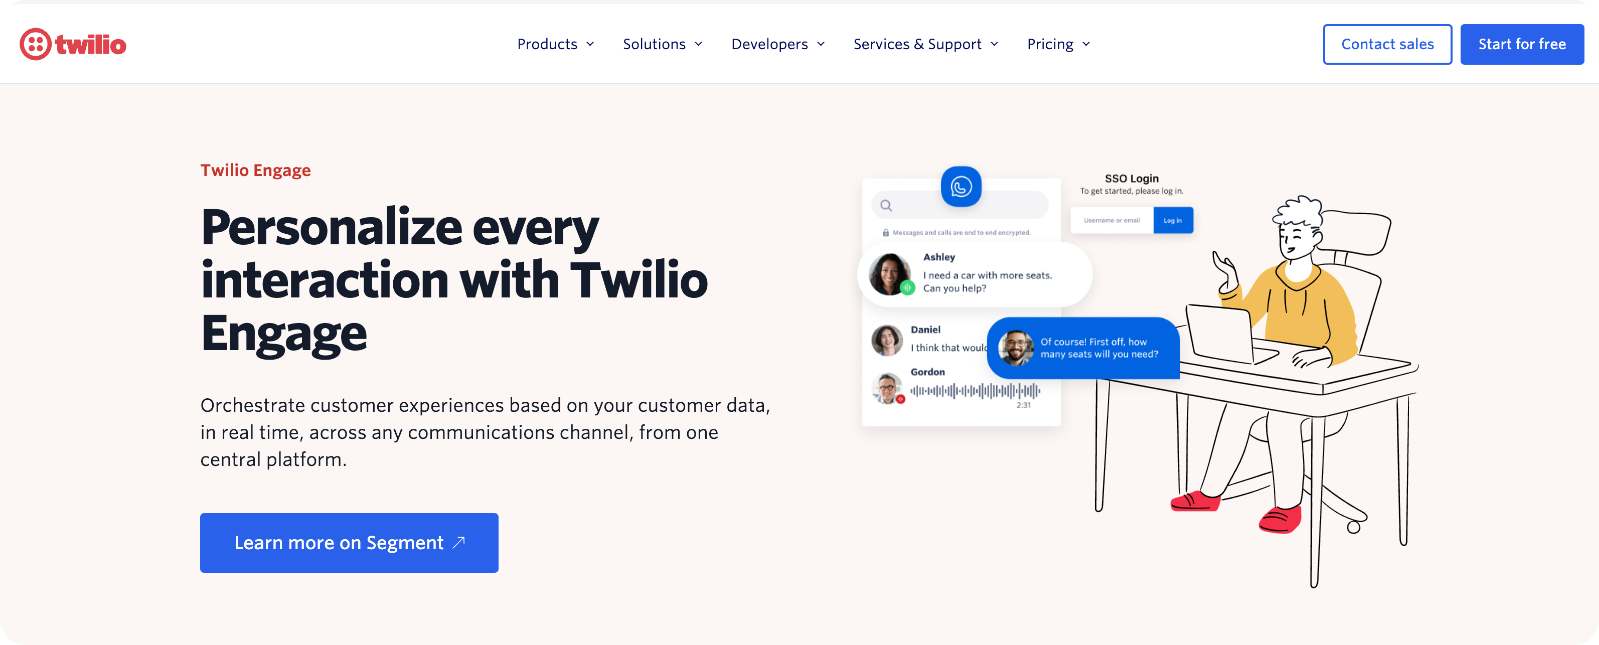 twilio
Products
Solutions
Developers
Services & Support
Pricing
Contact sales
Start for free
Twilio Engage
Personalize every
interaction with Twilio
Engage
Orchestrate customer experiences based on your customer data,
in real time, across any communications channel, from one
central platform.
Learn more on Segment
SSO Login
To get started, please log in.
Username or email
Log in
Messages and calls are end to end encrypted.
Ashley
I need a car with more seats.
Can you help?
Daniel
I think that would
Of course! First off, how
many seats will you need?
Gordon
2:31